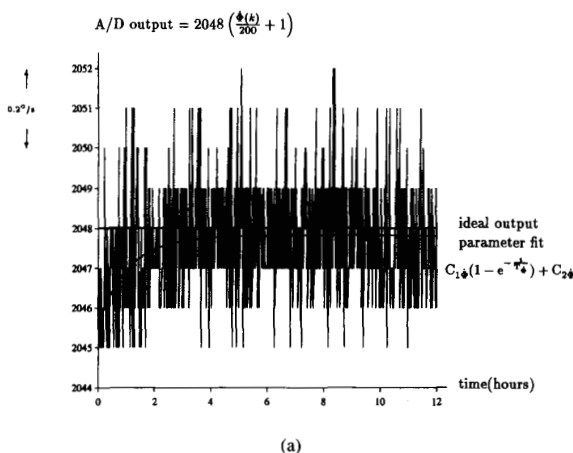 A/D output = 2048 (Φ̇(k)/200 + 1)
2052
0.2°/s
2051
2050
2049
2048
2047
2046
2045
2044
0 2 4 6 8 10 12
ideal output
parameter fit
C₁Φ̇(1 − e^(−t/T_Φ̇)) + C₂Φ̇
time(hours)
(a)